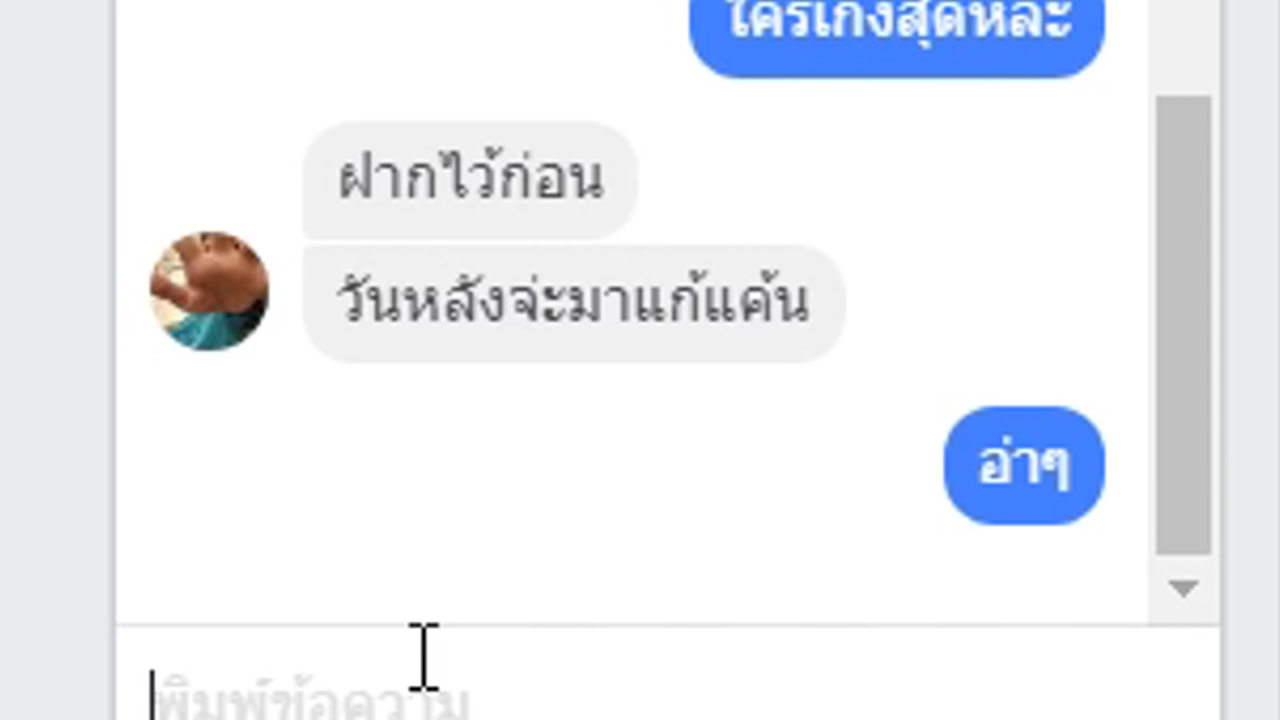 ใครเก่งสุดหล่ะ
ฝากไว้ก่อน
วันหลังจ่ะมาแก้แค้น
อ่าๆ
พิมพ์ข้อความ